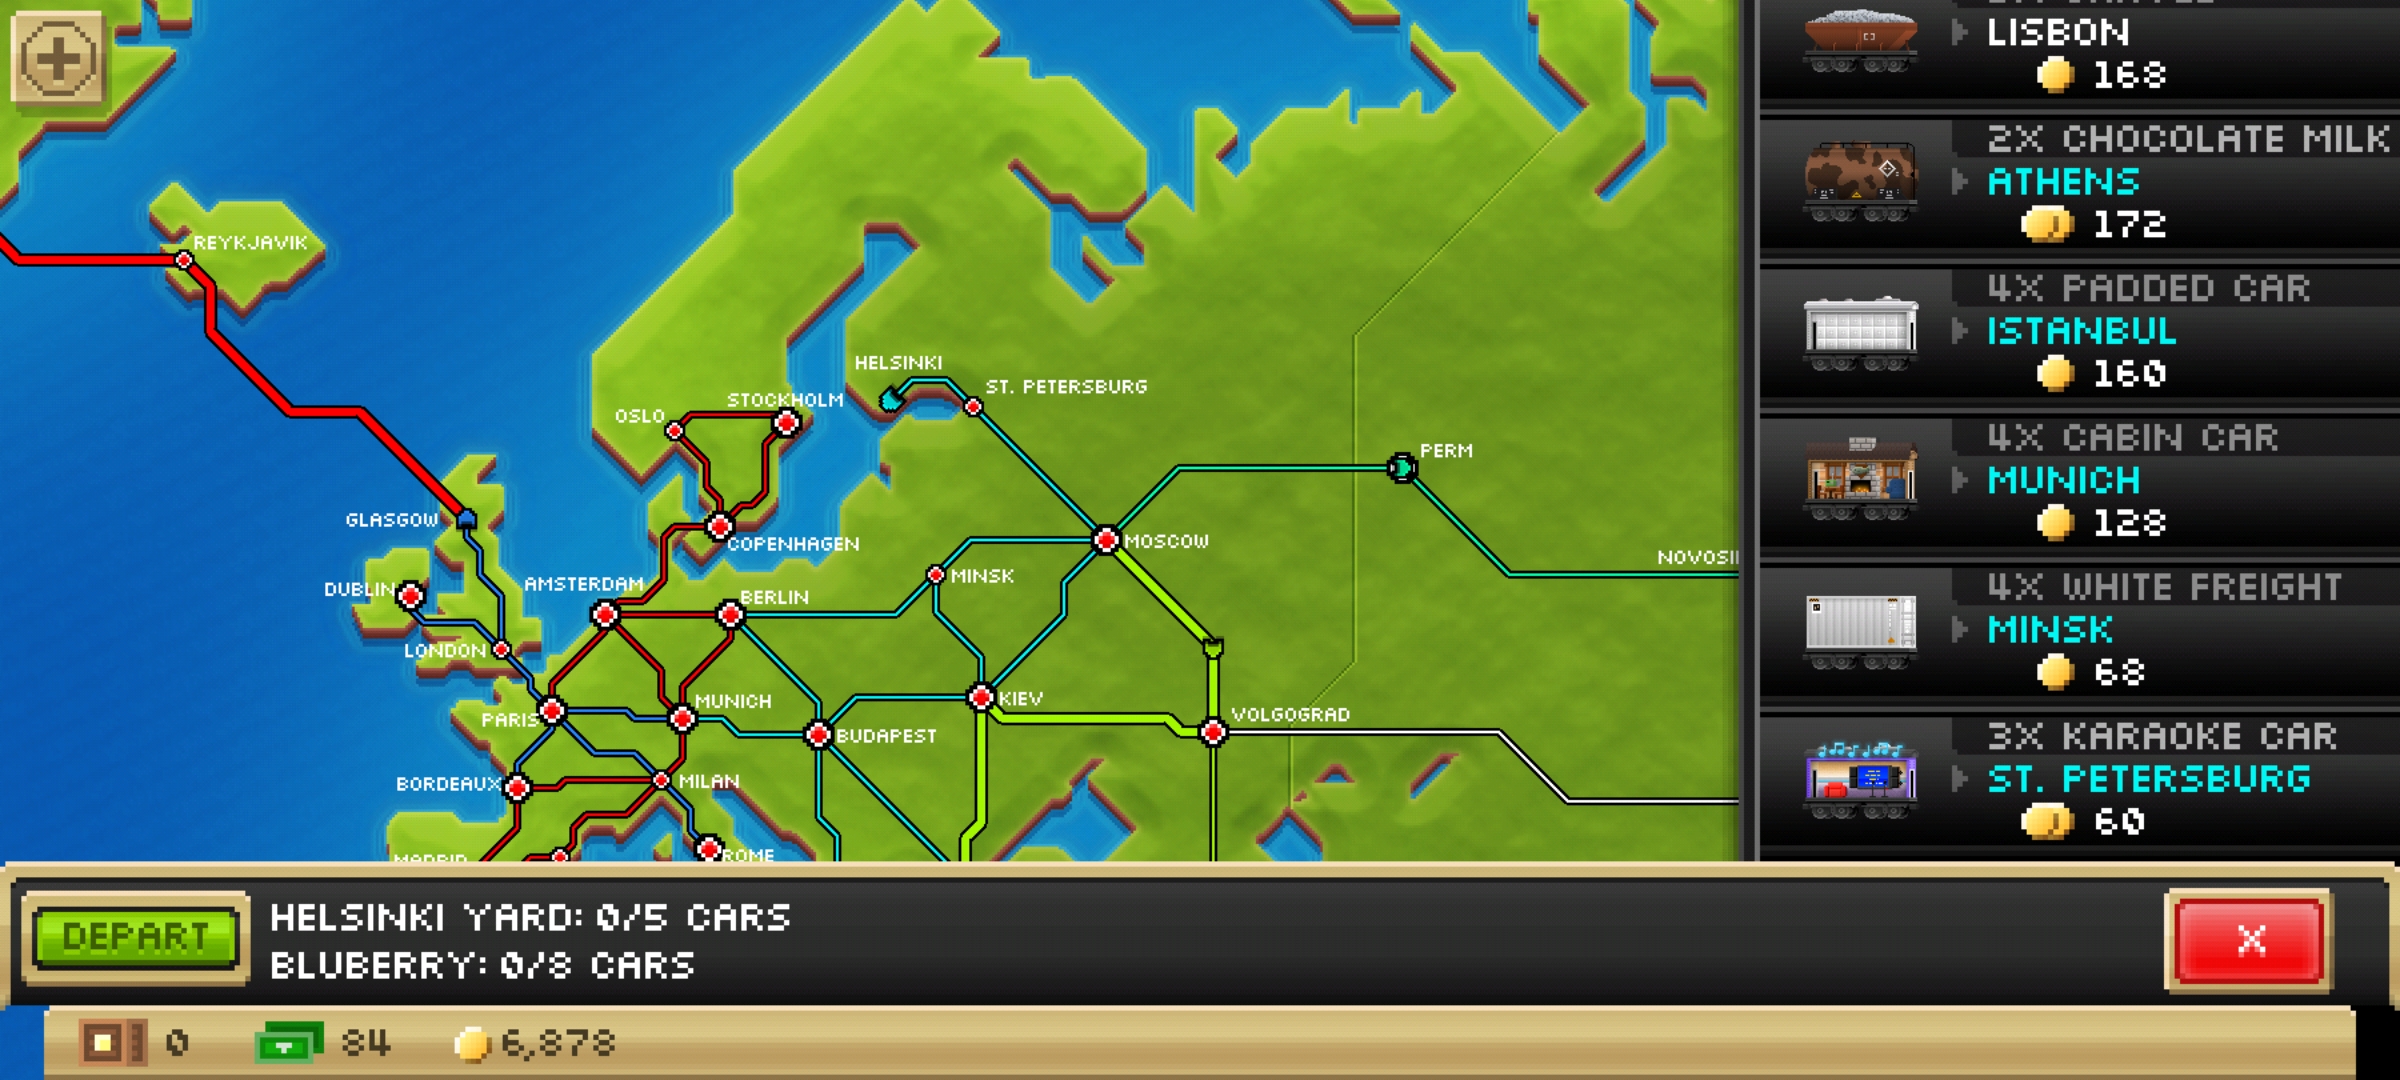 REYKJAVIK
HELSINKI
ST. PETERSBURG
STOCKHOLM
OSLO
PERM
GLASGOW
COPENHAGEN
MOSCOW
NOVOSI
MINSK
DUBLIN
AMSTERDAM
BERLIN
LONDON
MUNICH
KIEV
PARIS
VOLGOGRAD
BUDAPEST
BORDEAUX
MILAN
MADRID
ROME
LISBON
168
2X CHOCOLATE MILK
ATHENS
172
4X PADDED CAR
ISTANBUL
160
4X CABIN CAR
MUNICH
128
4X WHITE FREIGHT
MINSK
68
3X KARAOKE CAR
ST. PETERSBURG
60
DEPART
HELSINKI YARD: 0/5 CARS
BLUBERRY: 0/8 CARS
X
0 84 6,878